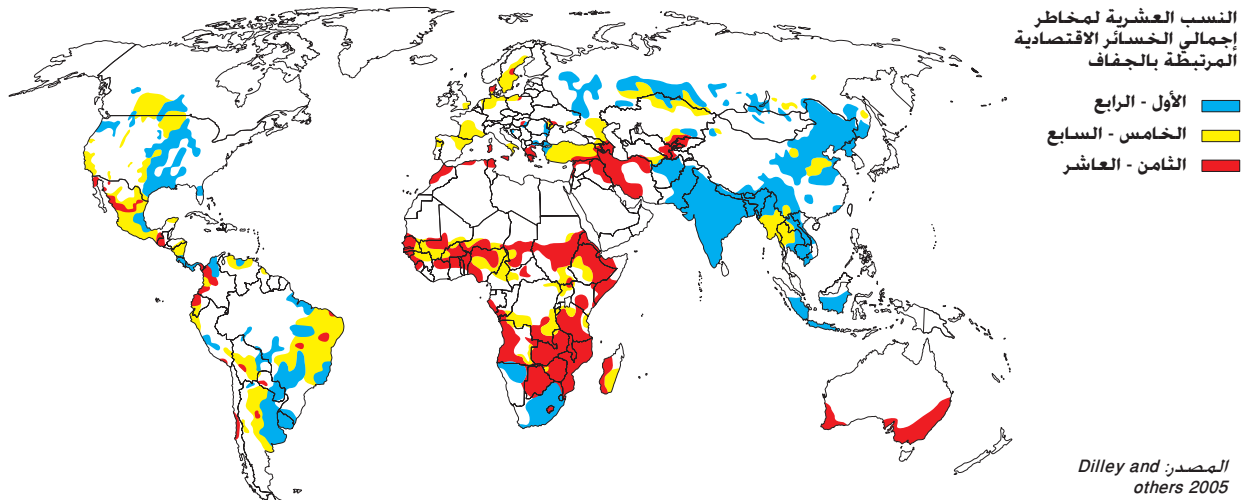 النسب العشرية لمخاطر
إجمالي الخسائر الاقتصادية
المرتبطة بالجفاف
الأول - الرابع
الخامس - السابع
الثامن - العاشر
المصدر: Dilley and
others 2005